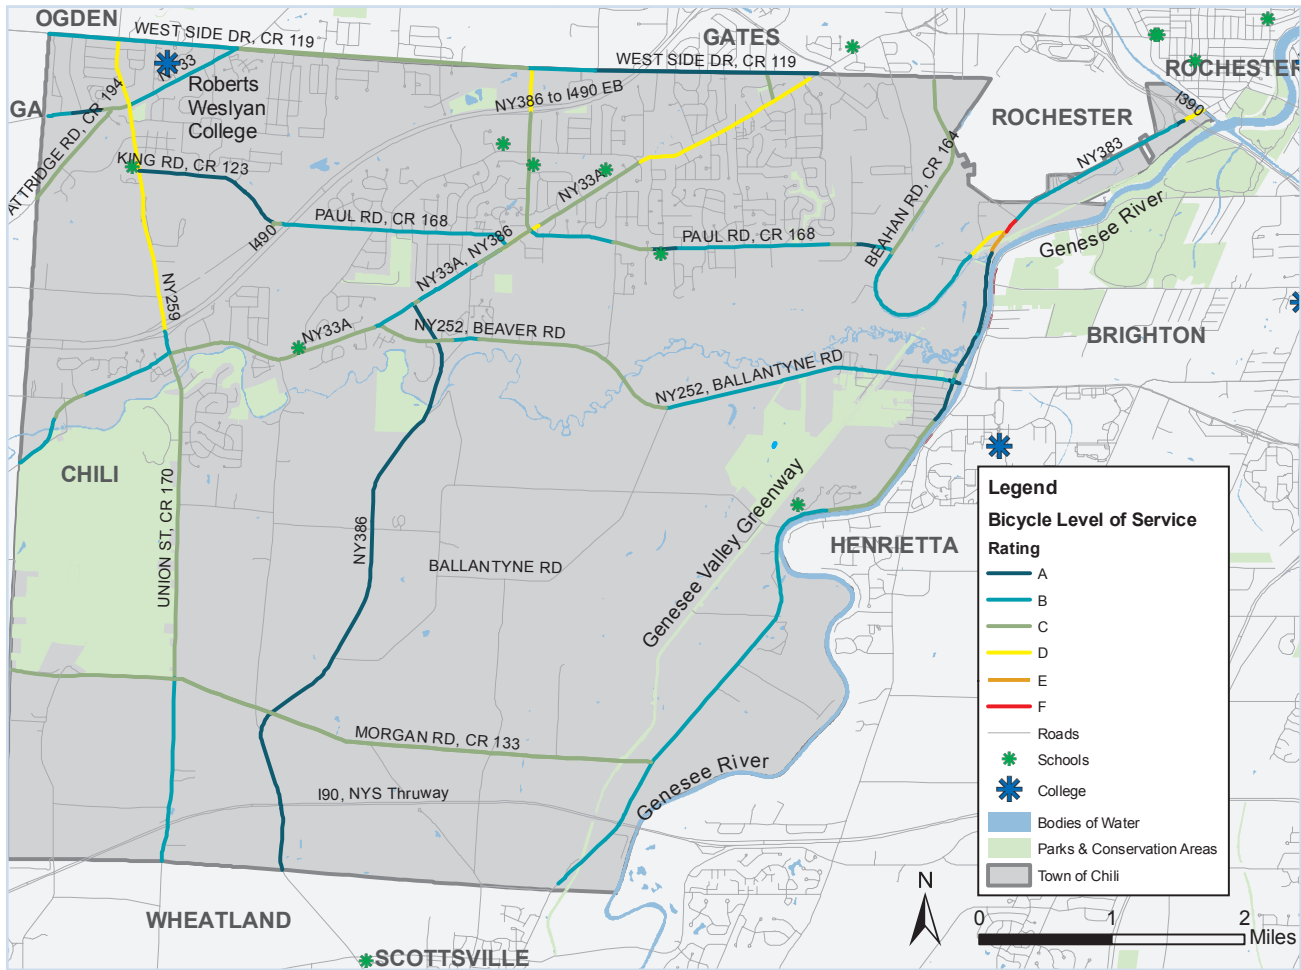 OGDEN
WEST SIDE DR, CR 119
GATES
WEST SIDE DR, CR 119
ROCHESTER
Roberts
Weslyan
College
GA
ATTRIDGE RD, CR 194
NY386 to I490 EB
I390
ROCHESTER
NY383
KING RD, CR 123
NY33A
BEAHAN RD, CR 164
PAUL RD, CR 168
PAUL RD, CR 168
I490
NY33A, NY386
Genesee River
NY259
NY33A
NY252, BEAVER RD
BRIGHTON
NY252, BALLANTYNE RD
CHILI
UNION ST, CR 170
NY386
Genesee Valley Greenway
BALLANTYNE RD
HENRIETTA
MORGAN RD, CR 133
I90, NYS Thruway
Genesee River
WHEATLAND
SCOTTSVILLE
Legend
Bicycle Level of Service
Rating
A
B
C
D
E
F
Roads
Schools
College
Bodies of Water
Parks & Conservation Areas
Town of Chili
N
0 1 2
Miles